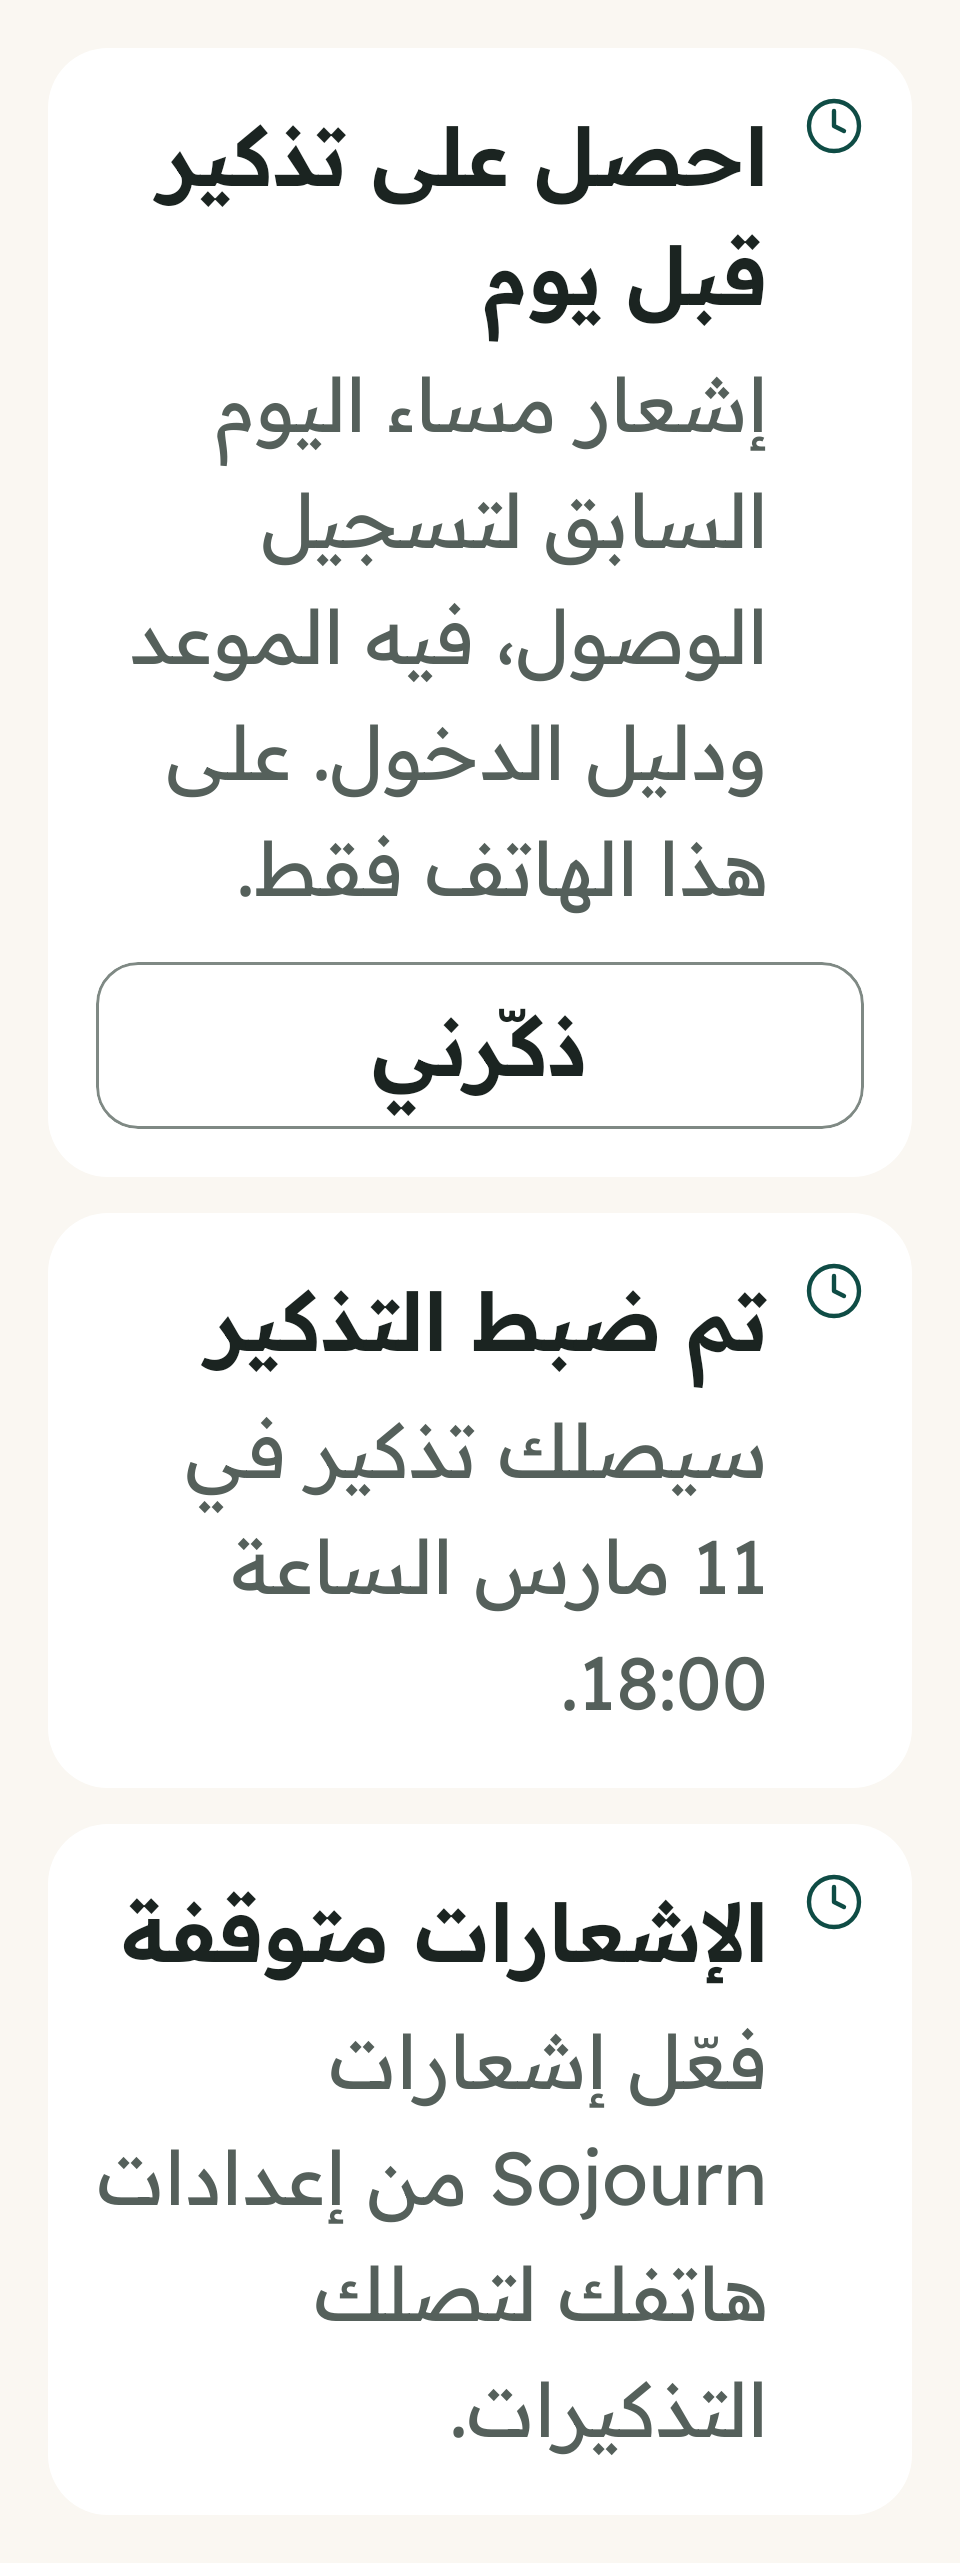 احصل على تذكير
قبل يوم
إشعار مساء اليوم
السابق لتسجيل
الوصول، فيه الموعد
ودليل الدخول. على
هذا الهاتف فقط.
ذكّرني
تم ضبط التذكير
سيصلك تذكير في
11 مارس الساعة
18:00.
الإشعارات متوقفة
فعّل إشعارات
Sojourn من إعدادات
هاتفك لتصلك
التذكيرات.